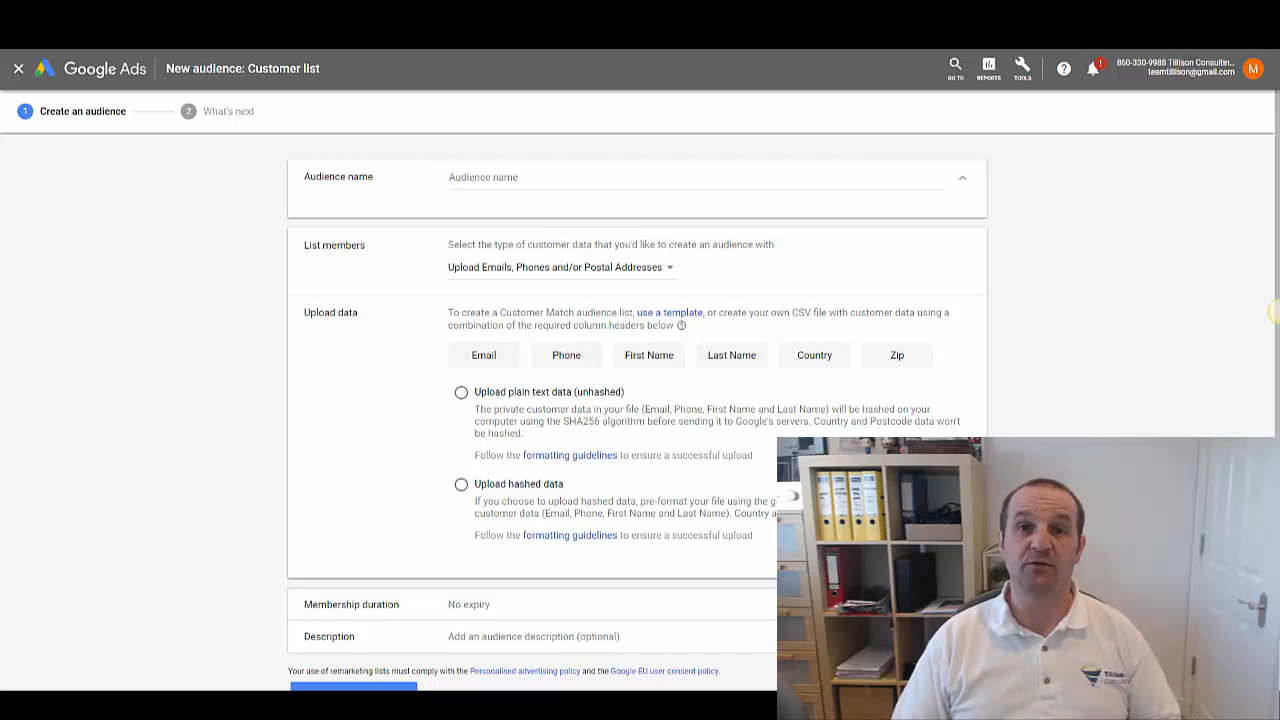 Google Ads
New audience: Customer list
GO TO
REPORTS
TOOLS
860-330-9988 Tillison Consultin...
teamtillison@gmail.com
M
1 Create an audience
2 What's next
Audience name
Audience name
List members
Select the type of customer data that you'd like to create an audience with
Upload Emails, Phones and/or Postal Addresses
Upload data
To create a Customer Match audience list, use a template, or create your own CSV file with customer data using a
combination of the required column headers below
Email
Phone
First Name
Last Name
Country
Zip
Upload plain text data (unhashed)
The private customer data in your file (Email, Phone, First Name and Last Name) will be hashed on your
computer using the SHA256 algorithm before sending it to Google's servers. Country and Postcode data won't
be hashed.
Follow the formatting guidelines to ensure a successful upload
Upload hashed data
If you choose to upload hashed data, pre-format your file using the g
customer data (Email, Phone, First Name and Last Name). Country a
Follow the formatting guidelines to ensure a successful upload
Membership duration
No expiry
Description
Add an audience description (optional)
Your use of remarketing lists must comply with the Personalised advertising policy and the Google EU user consent policy.